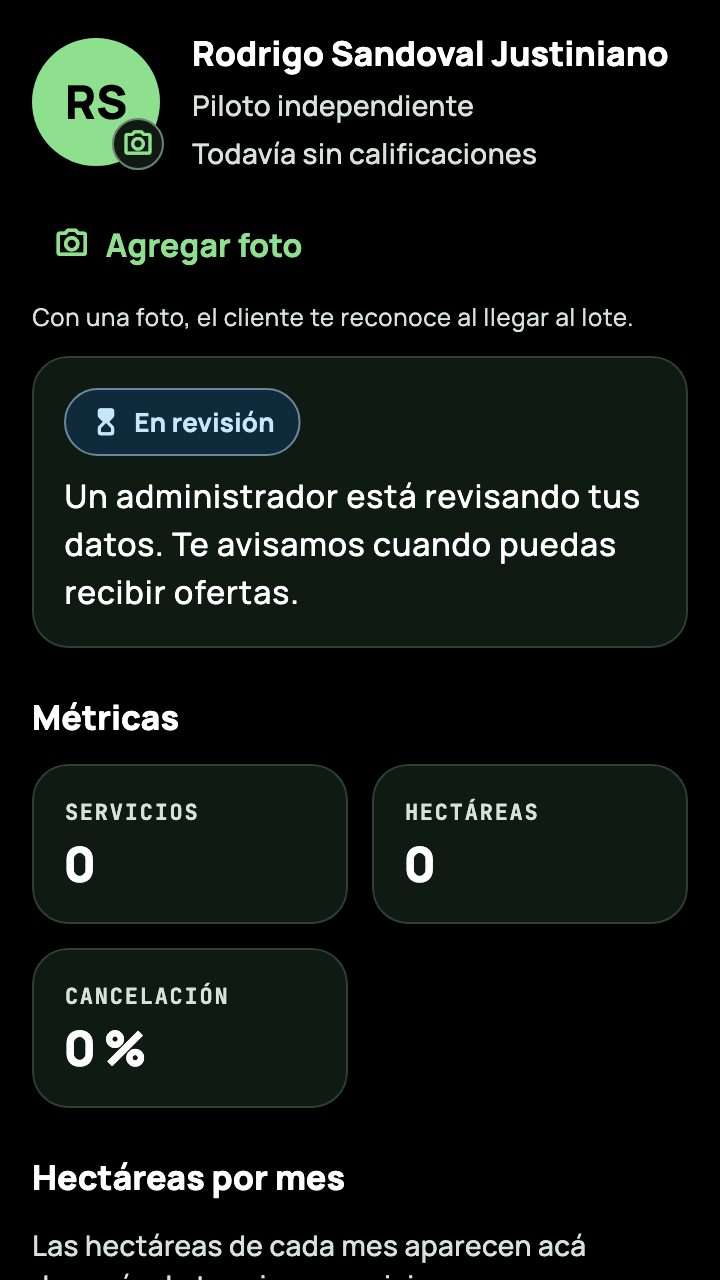 RS
Rodrigo Sandoval Justiniano
Piloto independiente
Todavía sin calificaciones
Agregar foto
Con una foto, el cliente te reconoce al llegar al lote.
En revisión
Un administrador está revisando tus
datos. Te avisamos cuando puedas
recibir ofertas.
Métricas
SERVICIOS
0
HECTÁREAS
0
CANCELACIÓN
0 %
Hectáreas por mes
Las hectáreas de cada mes aparecen acá